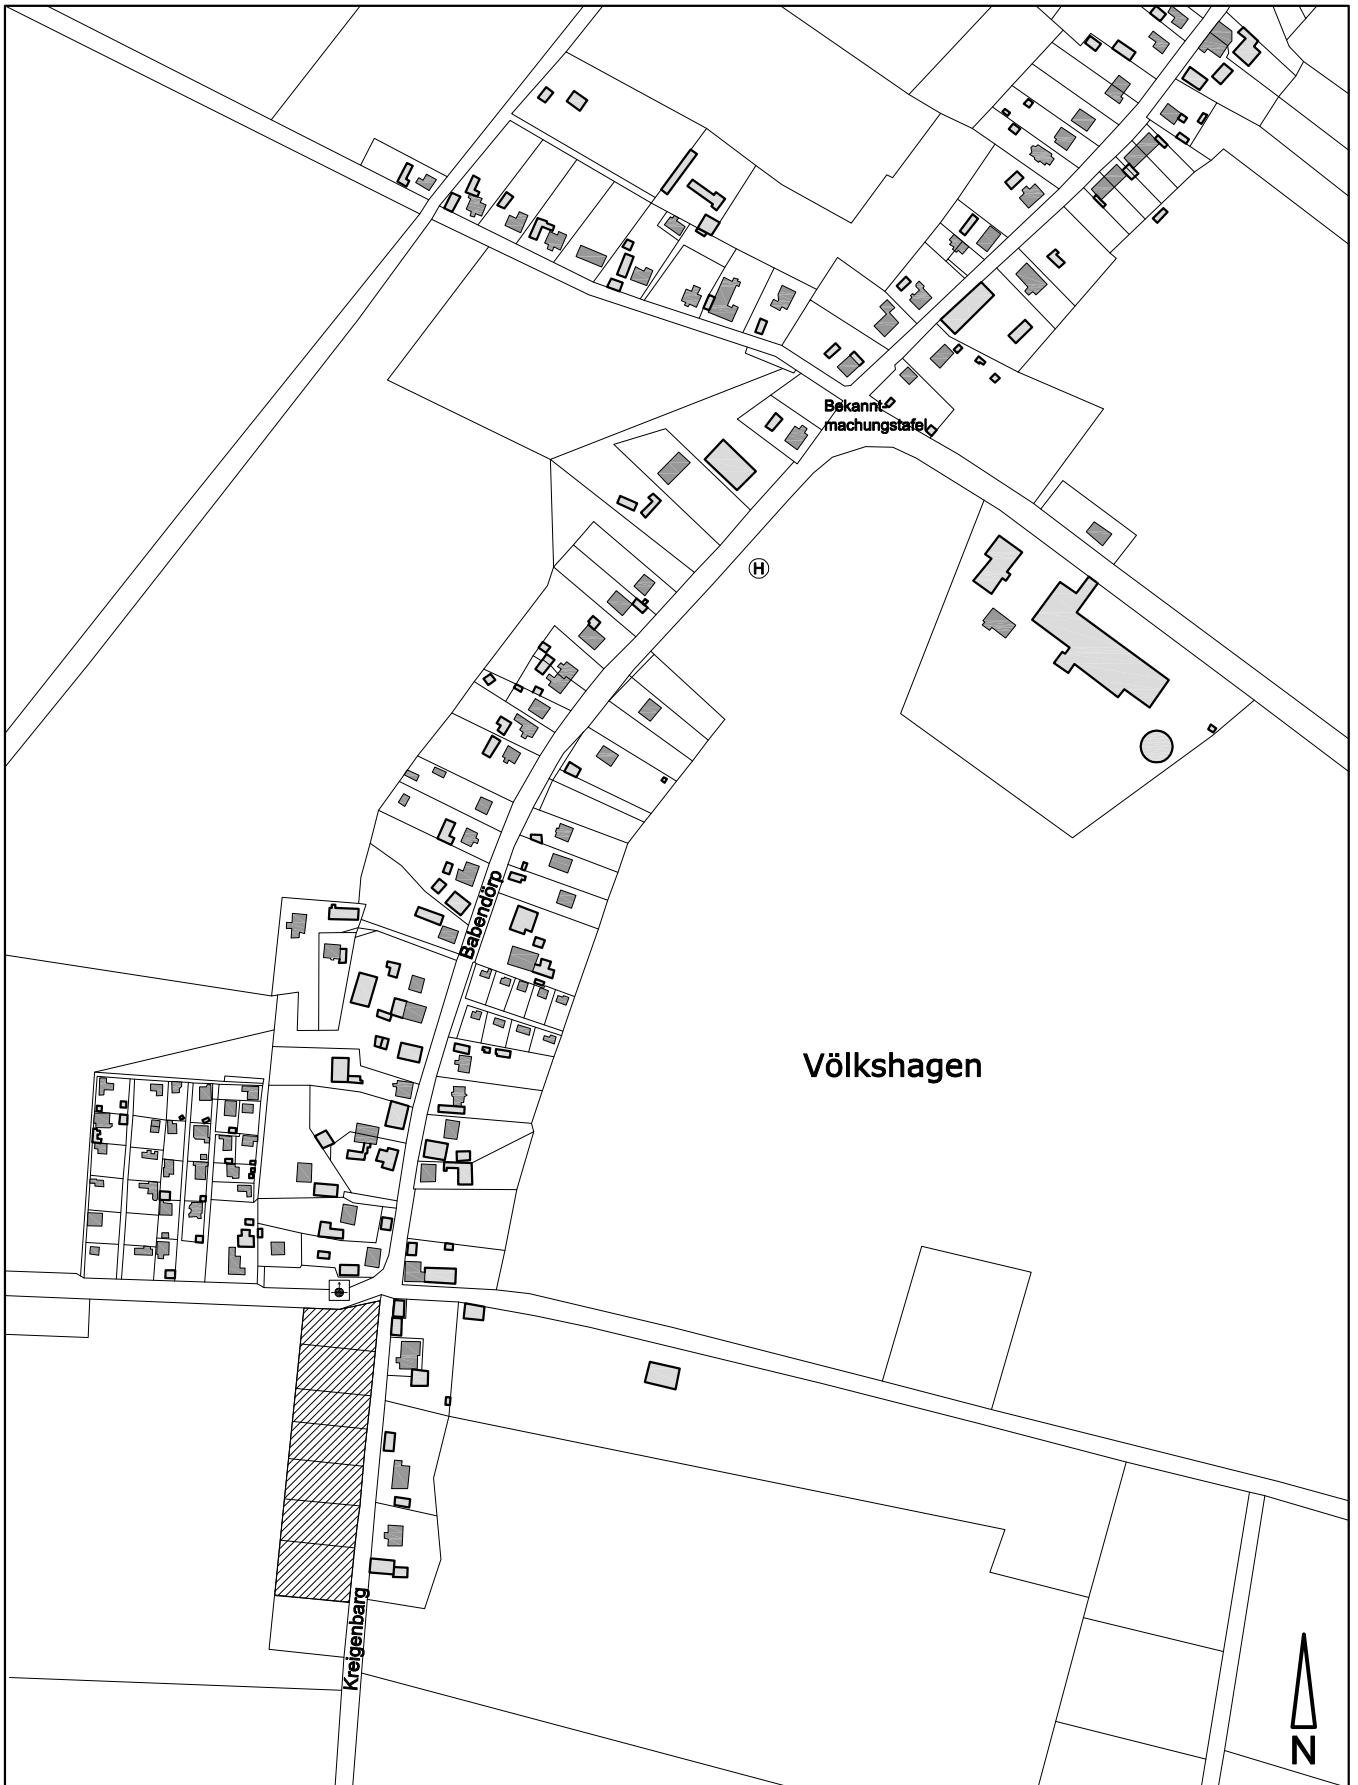 Bekannt-
machungstafel
H
Babendörp
Völkshagen
Kreigenbarg
N